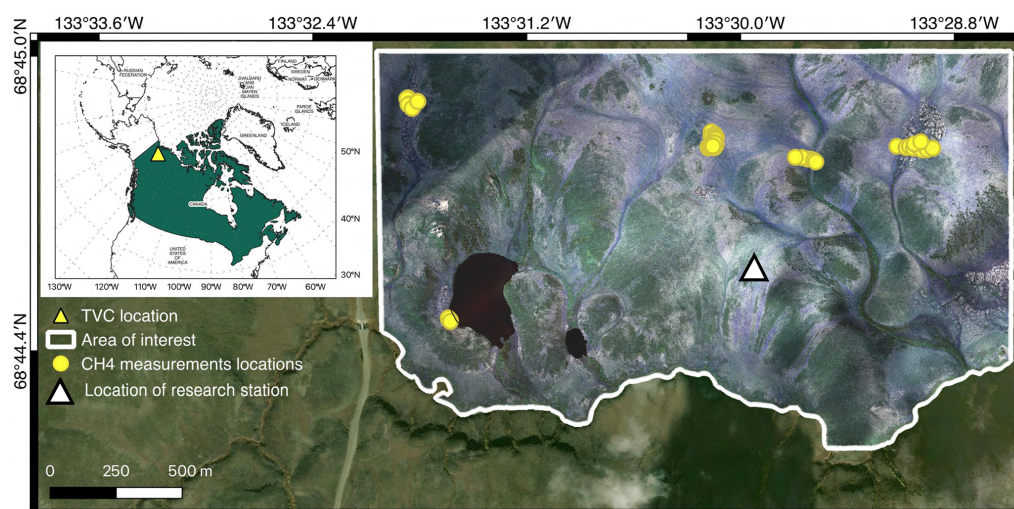 133°33.6'W 133°32.4'W 133°31.2'W 133°30.0'W 133°28.8'W
68°45.0'N
68°44.4'N
RUSSIAN
FEDERATION
SVALBARD
AND
JAN
MAYEN
ISLANDS
FINLAND
SWEDEN
NORWAY
DENMARK
FAROE
ISLANDS
ICELAND
GREENLAND
CANADA
UNITED
STATES
OF
AMERICA
50°N
40°N
30°N
130°W 120°W 110°W 100°W 90°W 80°W 70°W 60°W
TVC location
Area of interest
CH4 measurements locations
Location of research station
0 250 500 m